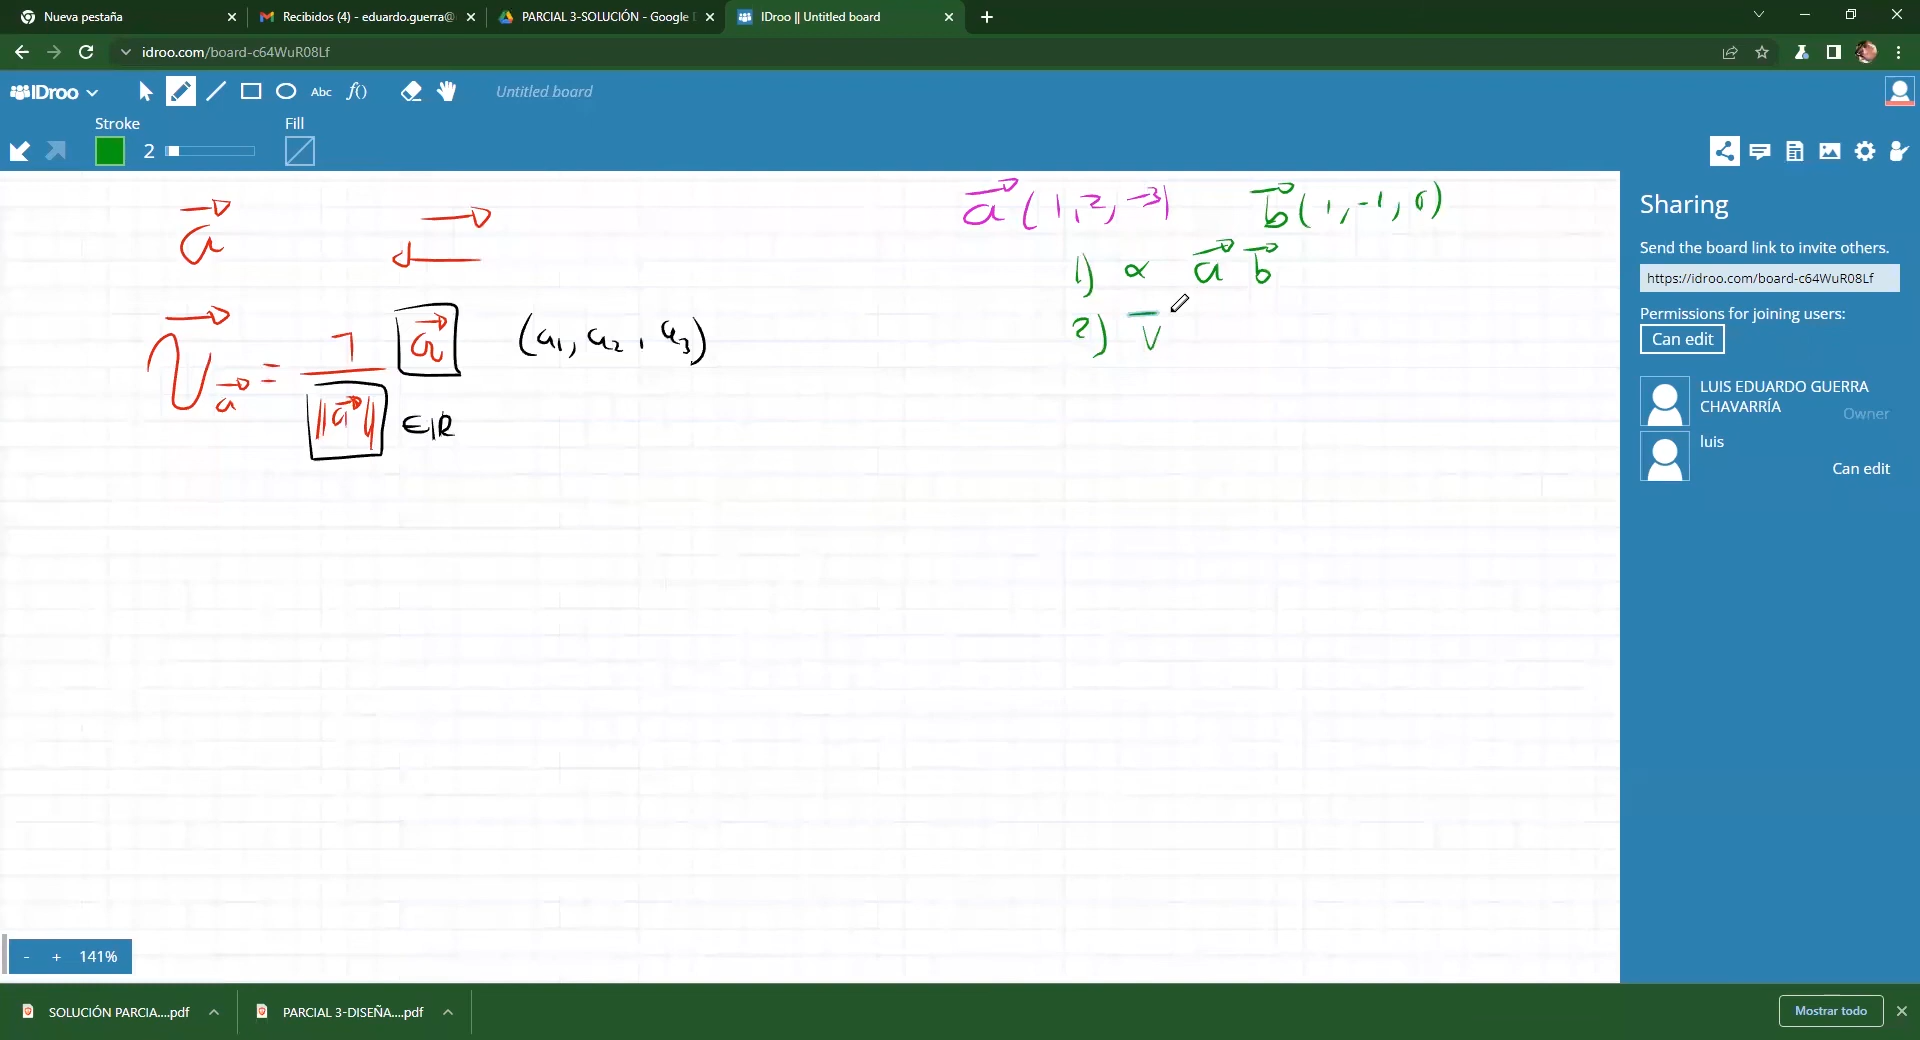 Nueva pestaña
Recibidos (4) - eduardo.guerra@
PARCIAL 3-SOLUCIÓN - Google D
IDroo || Untitled board
idroo.com/board-c64WuR08Lf
IDroo
Abc
f()
Untitled board
Stroke
Fill
2
Sharing
Send the board link to invite others.
https://idroo.com/board-c64WuR08Lf
Permissions for joining users:
Can edit
LUIS EDUARDO GUERRA CHAVARRÍA
Owner
luis
Can edit
a⃗
U⃗_a⃗ = 1/‖a⃗‖ a⃗ (a₁, a₂, a₃)
∈ ℝ
a⃗ (1, 2, -3) b⃗ (1, -1, 0)
1) ∝ a⃗ b⃗
2) V
- + 141%
SOLUCIÓN PARCIA....pdf
PARCIAL 3-DISEÑA....pdf
Mostrar todo